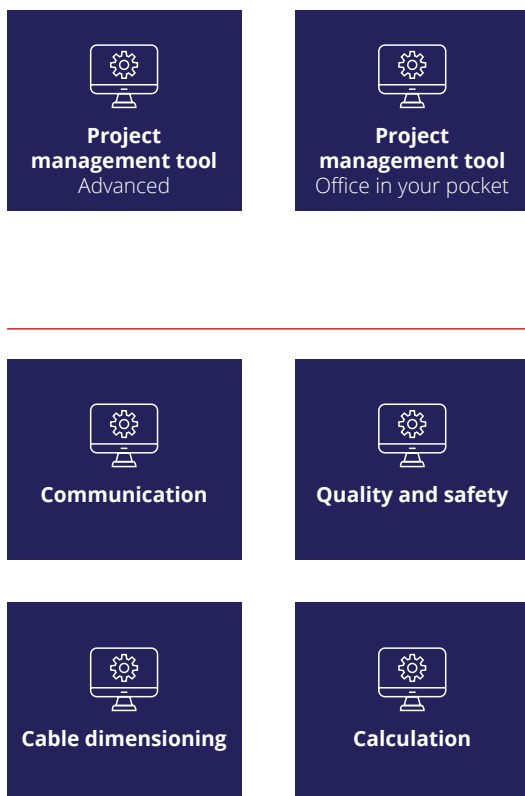 Project
management tool
Advanced
Project
management tool
Office in your pocket
Communication
Quality and safety
Cable dimensioning
Calculation